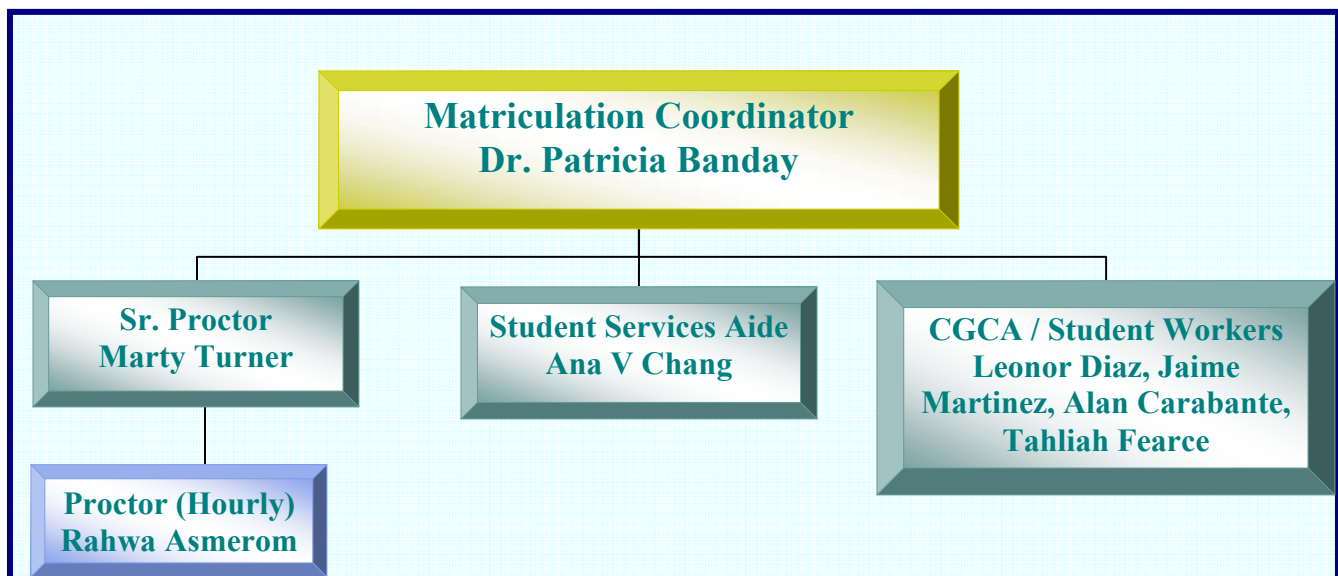 Matriculation Coordinator
Dr. Patricia Banday
Sr. Proctor
Marty Turner
Student Services Aide
Ana V Chang
CGCA / Student Workers
Leonor Diaz, Jaime
Martinez, Alan Carabante,
Tahliah Fearce
Proctor (Hourly)
Rahwa Asmerom